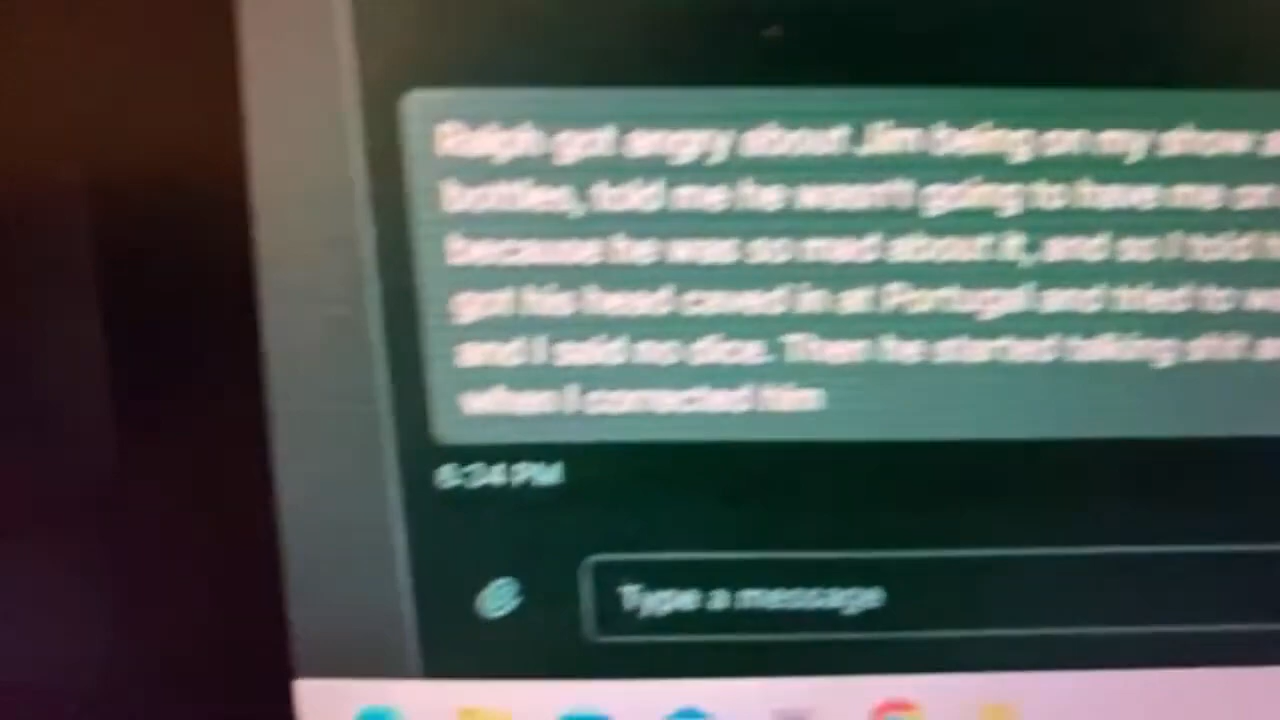 Ralph got angry about Jim being on my show
bottles, told me he wasn't going to have me on
because he was so mad about it, and so I told
got his head caved in at Portugal and tried to
and I said no dice. Then he started talking shit
when I corrected him
6:34 PM
Type a message